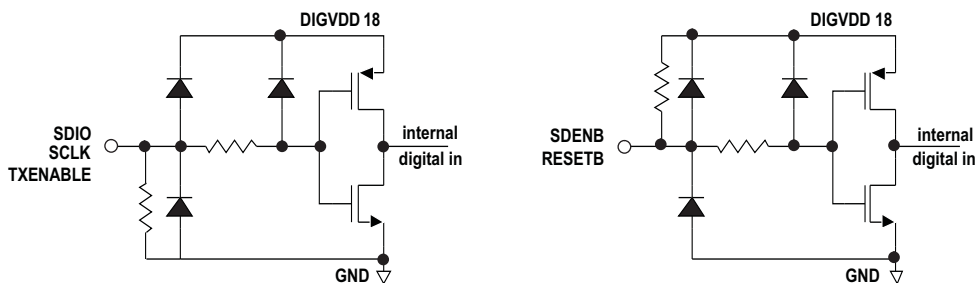 DIGVDD 18
SDIO
SCLK
TXENABLE
internal
digital in
GND
DIGVDD 18
SDENB
RESETB
internal
digital in
GND